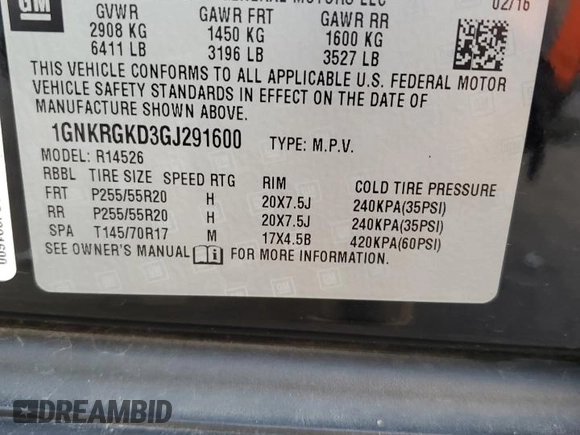 GM
GENERAL MOTORS LLC 02/16
GVWR GAWR FRT GAWR RR
2908 KG 1450 KG 1600 KG
6411 LB 3196 LB 3527 LB
THIS VEHICLE CONFORMS TO ALL APPLICABLE U.S. FEDERAL MOTOR
VEHICLE SAFETY STANDARDS IN EFFECT ON THE DATE OF
MANUFACTURE SHOWN ABOVE.
1GNKRGKD3GJ291600 TYPE: M.P.V.
MODEL: R14526
RBBL TIRE SIZE SPEED RTG RIM COLD TIRE PRESSURE
FRT P255/55R20 H 20X7.5J 240KPA(35PSI)
RR P255/55R20 H 20X7.5J 240KPA(35PSI)
SPA T145/70R17 M 17X4.5B 420KPA(60PSI)
SEE OWNER'S MANUAL FOR MORE INFORMATION.
DREAMBID